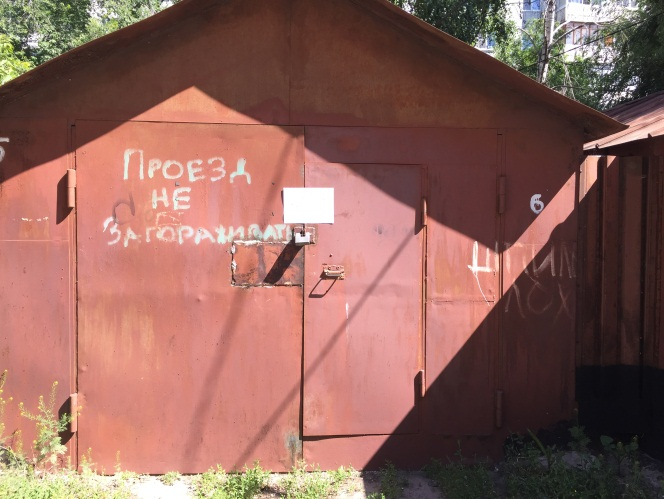 Проезд
не
загораживать
6